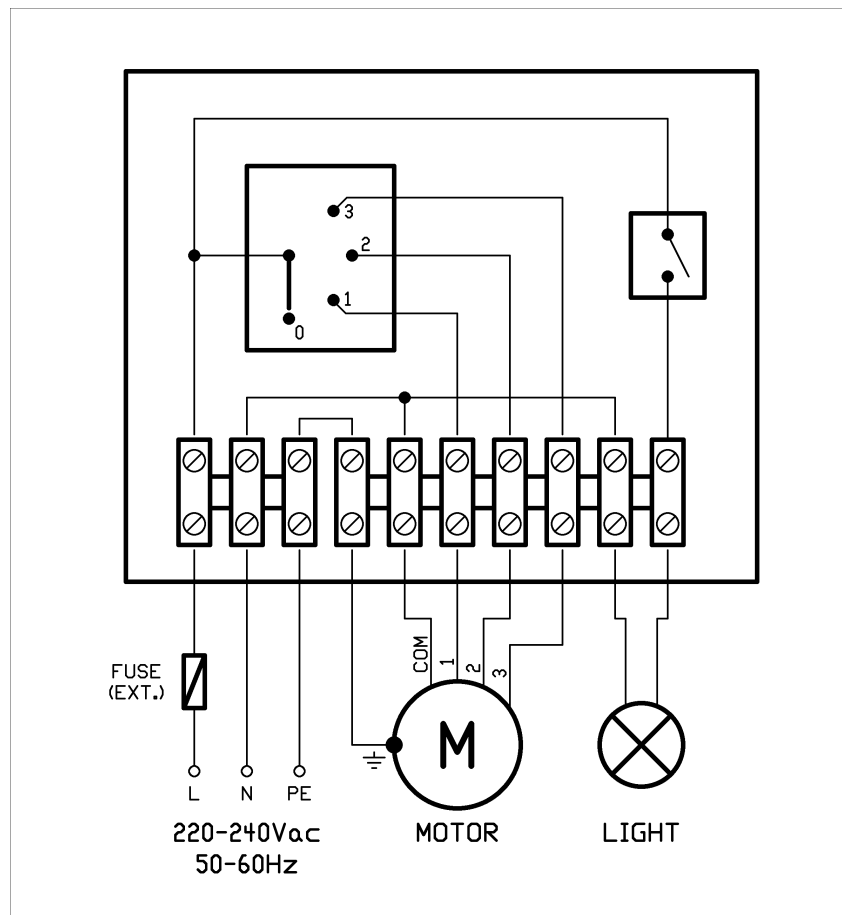 3
2
1
0
COM
1
2
3
FUSE
(EXT.)
M
L N PE
220-240Vac
50-60Hz
MOTOR
LIGHT